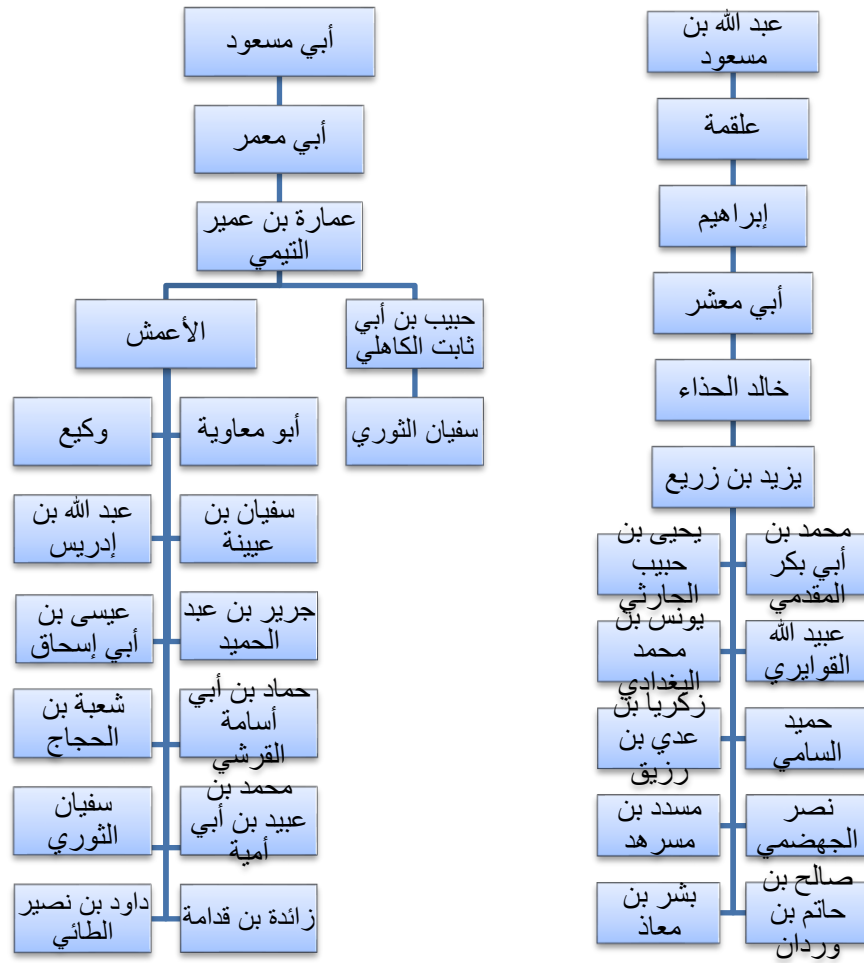 عبد الله بن
مسعود
علقمة
إبراهيم
أبي معشر
خالد الحذاء
يزيد بن زريع
محمد بن
أبي بكر
المقدمي
يحيى بن
حبيب
الحارثي
عبيد الله
القوايري
يونس بن
محمد
البغدادي
حميد
السامي
زكريا بن
عدي بن
رزيق
نصر
الجهضمي
مسدد بن
مسرهد
صالح بن
حاتم بن
وردان
بشر بن
معاذ
أبي مسعود
أبي معمر
عمارة بن عمير
التيمي
حبيب بن أبي
ثابت الكاهلي
سفيان الثوري
الأعمش
أبو معاوية
وكيع
سفيان بن
عيينة
عبد الله بن
إدريس
جرير بن عبد
الحميد
عيسى بن
أبي إسحاق
حماد بن أبي
أسامة
القرشي
شعبة بن
الحجاج
محمد بن
عبيد بن أبي
أمية
سفيان
الثوري
زائدة بن قدامة
داود بن نصير
الطائي